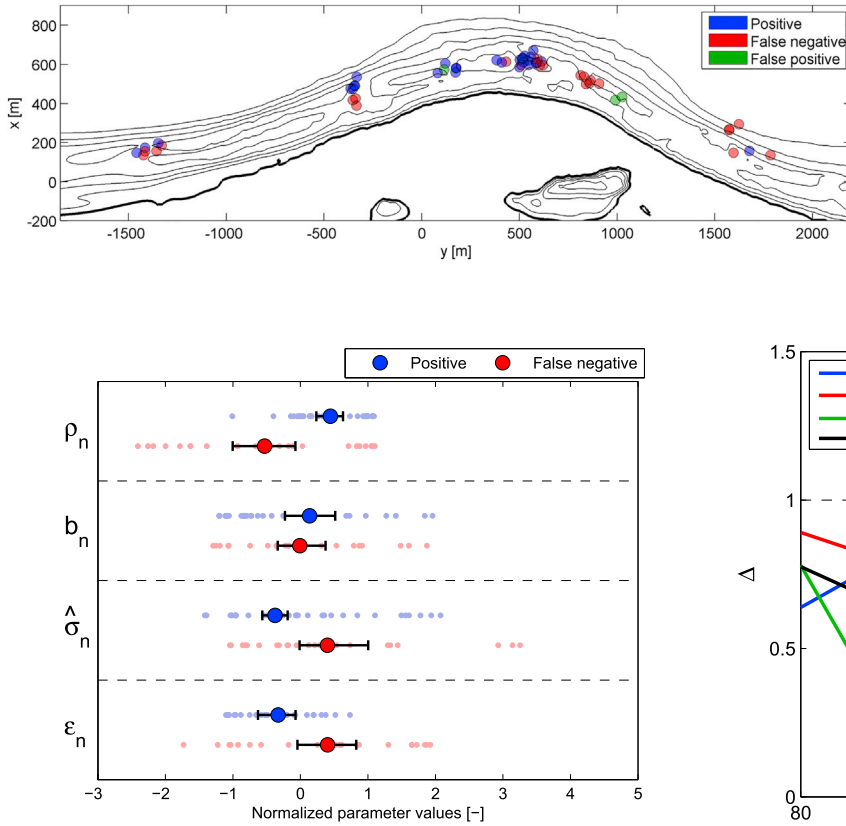 Positive
False negative
False positive
x [m]
800
600
400
200
0
-200
-1500
-1000
-500
0
500
1000
1500
2000
y [m]
Positive
False negative
ρn
bn
σ̂n
εn
−3
−2
−1
0
1
2
3
4
5
Normalized parameter values [−]
1.5
1
0.5
0
Δ
80